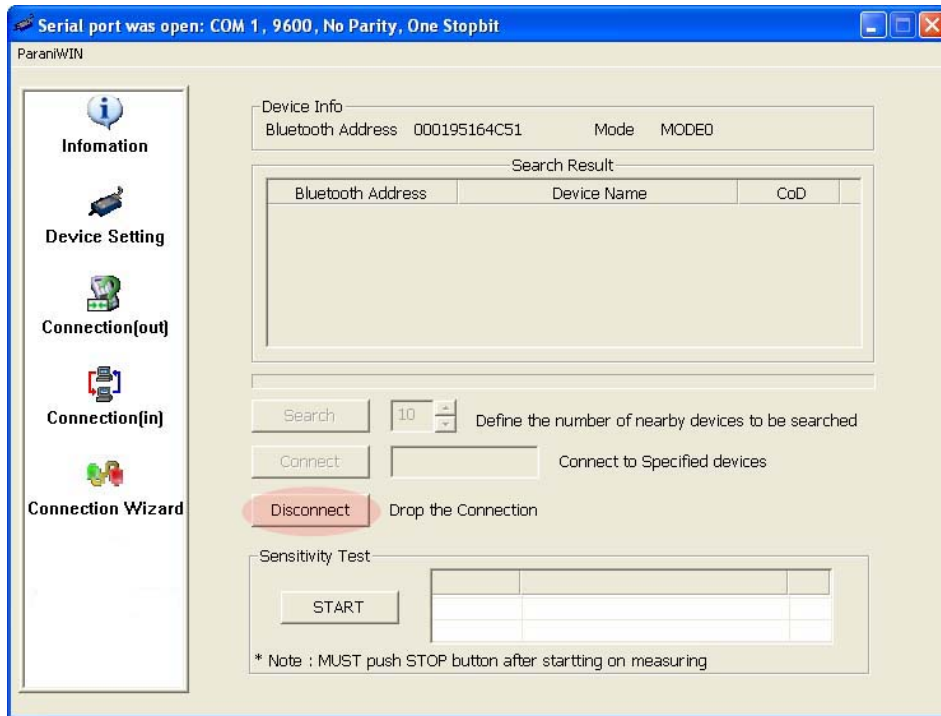 Serial port was open: COM 1, 9600, No Parity, One Stopbit
ParaniWIN
Infomation
Device Setting
Connection(out)
Connection(in)
Connection Wizard
Device Info
Bluetooth Address 000195164C51 Mode MODE0
Search Result
Bluetooth Address Device Name CoD
Search 10 Define the number of nearby devices to be searched
Connect Connect to Specified devices
Disconnect Drop the Connection
Sensitivity Test
START
* Note : MUST push STOP button after startting on measuring